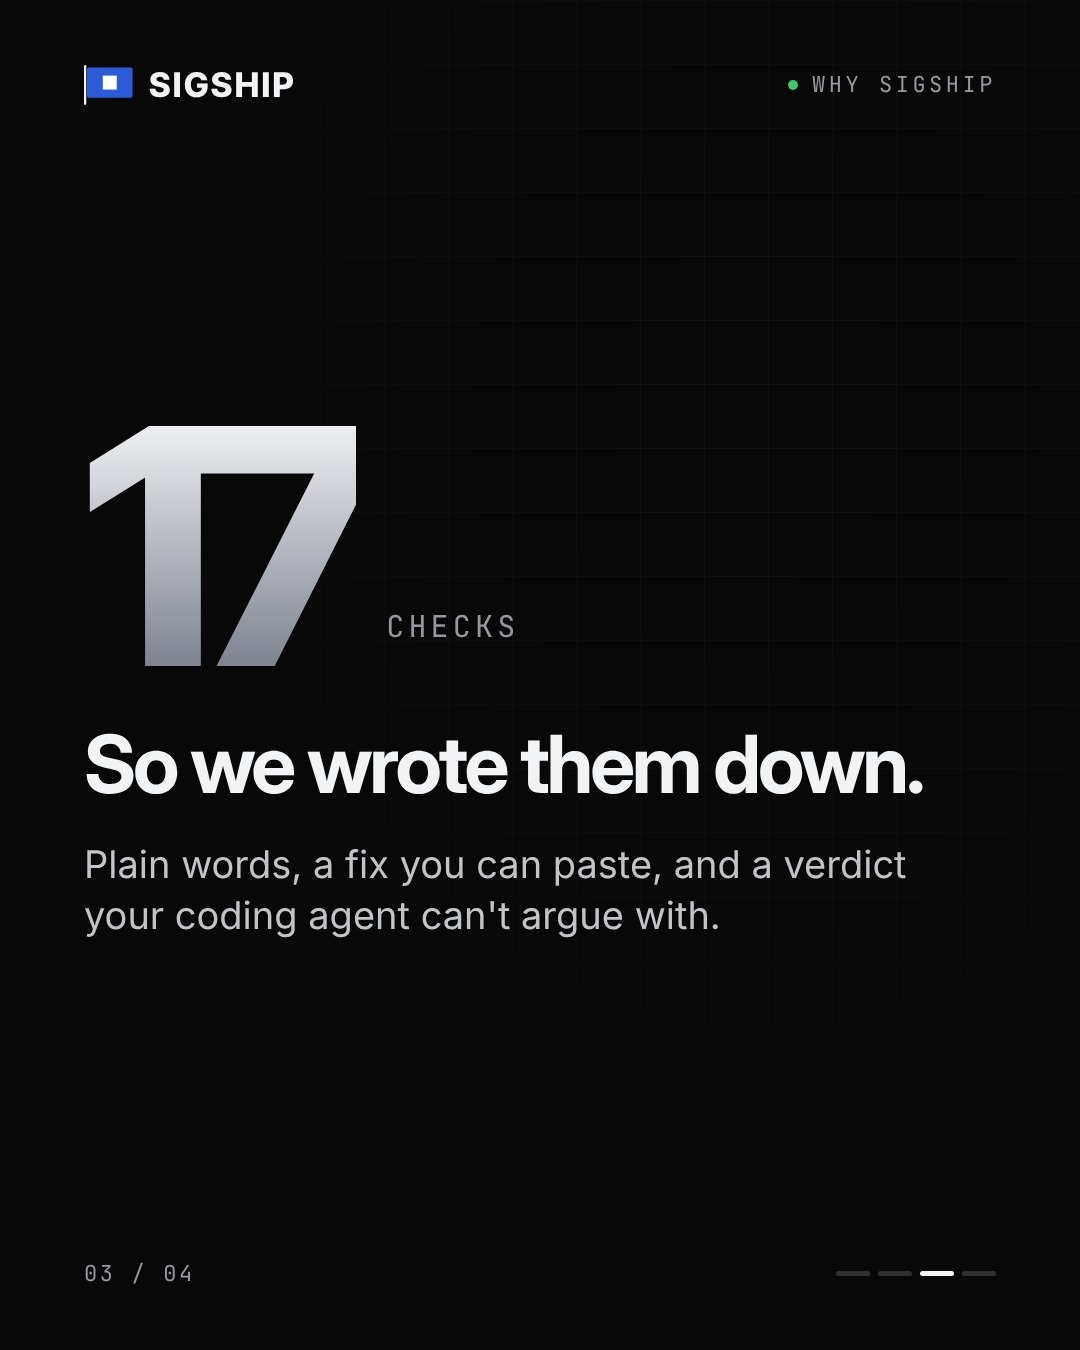 SIGSHIP
WHY SIGSHIP
17
CHECKS
So we wrote them down.
Plain words, a fix you can paste, and a verdict
your coding agent can't argue with.
03 / 04